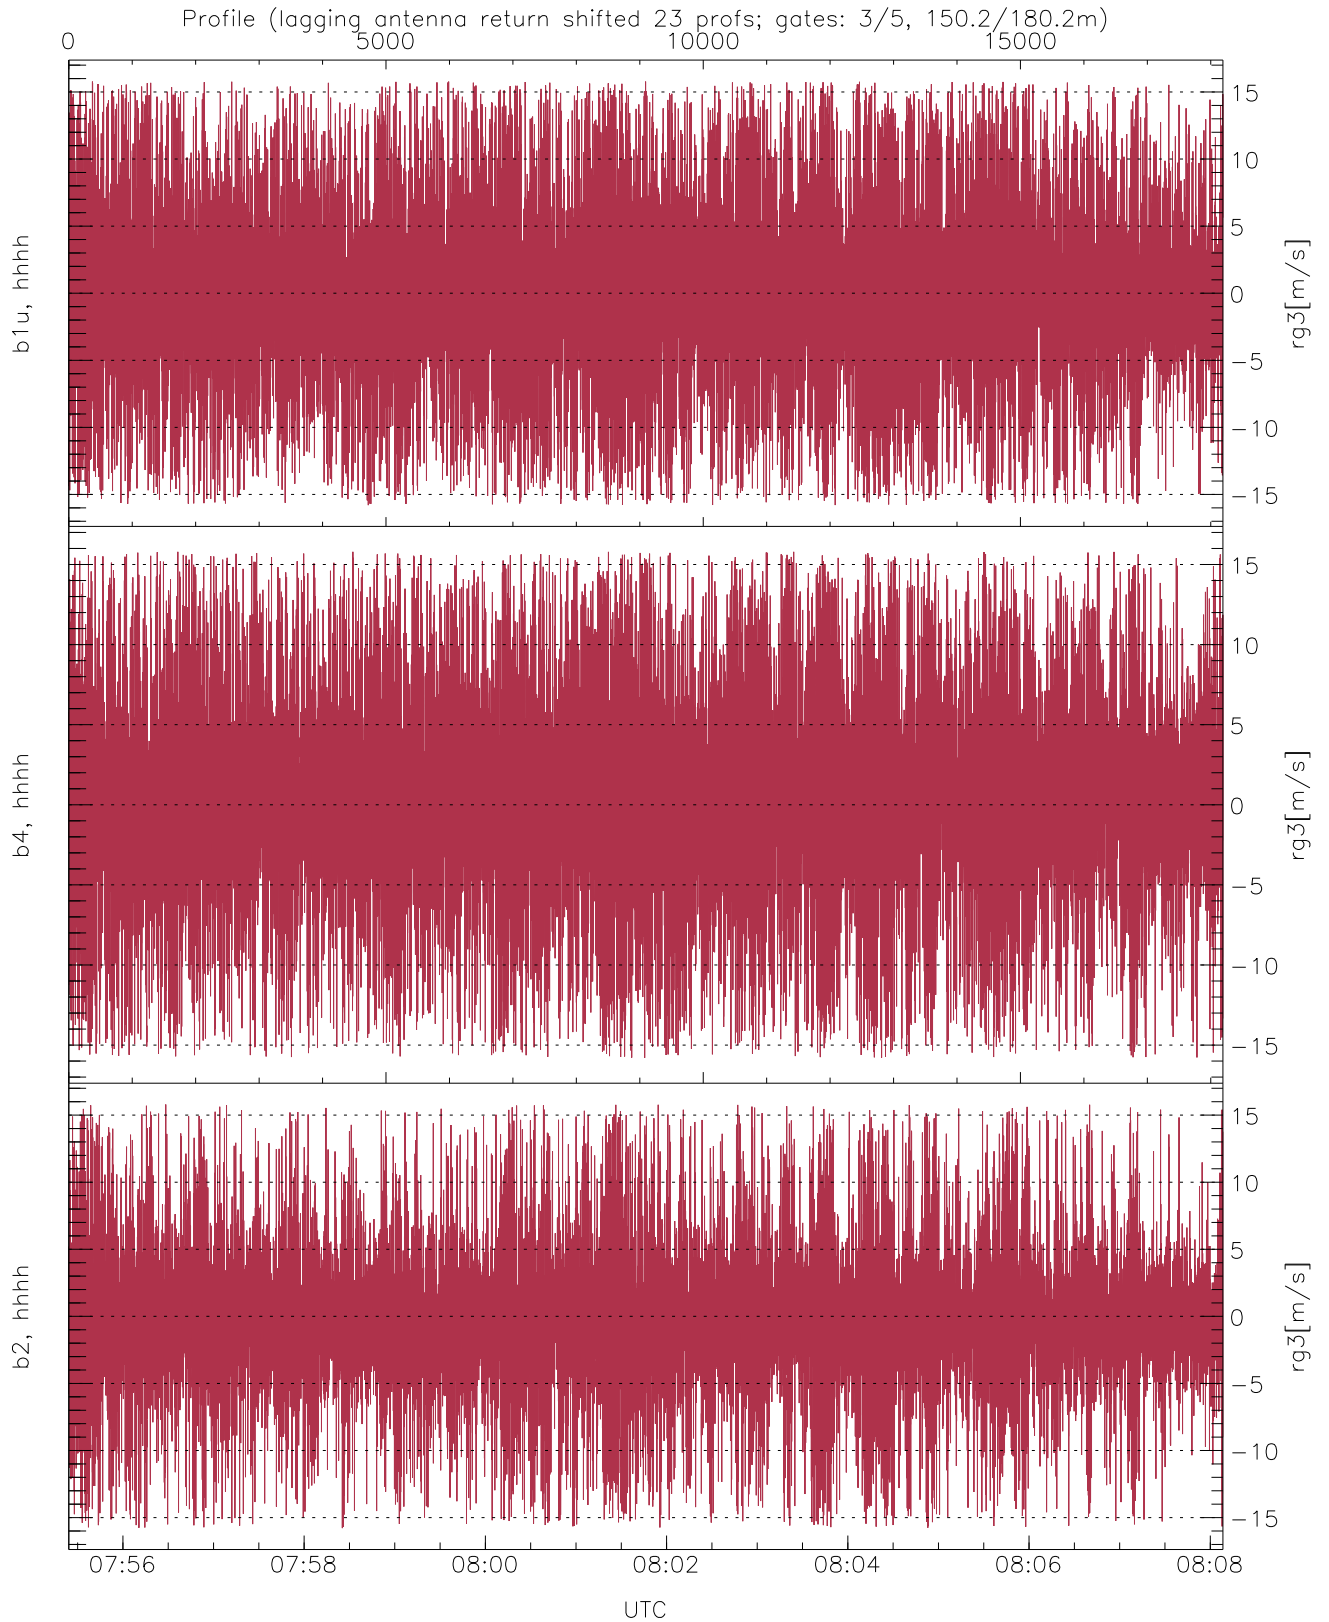 Profile (lagging antenna return shifted 23 profs; gates: 3/5, 150.2/180.2m)
0 5000 10000 15000
b1u, hhhh
15
10
5
0
-5
-10
-15
rg3[m/s]
b4, hhhh
15
10
5
0
-5
-10
-15
rg3[m/s]
b2, hhhh
15
10
5
0
-5
-10
-15
rg3[m/s]
07:56 07:58 08:00 08:02 08:04 08:06 08:08
UTC